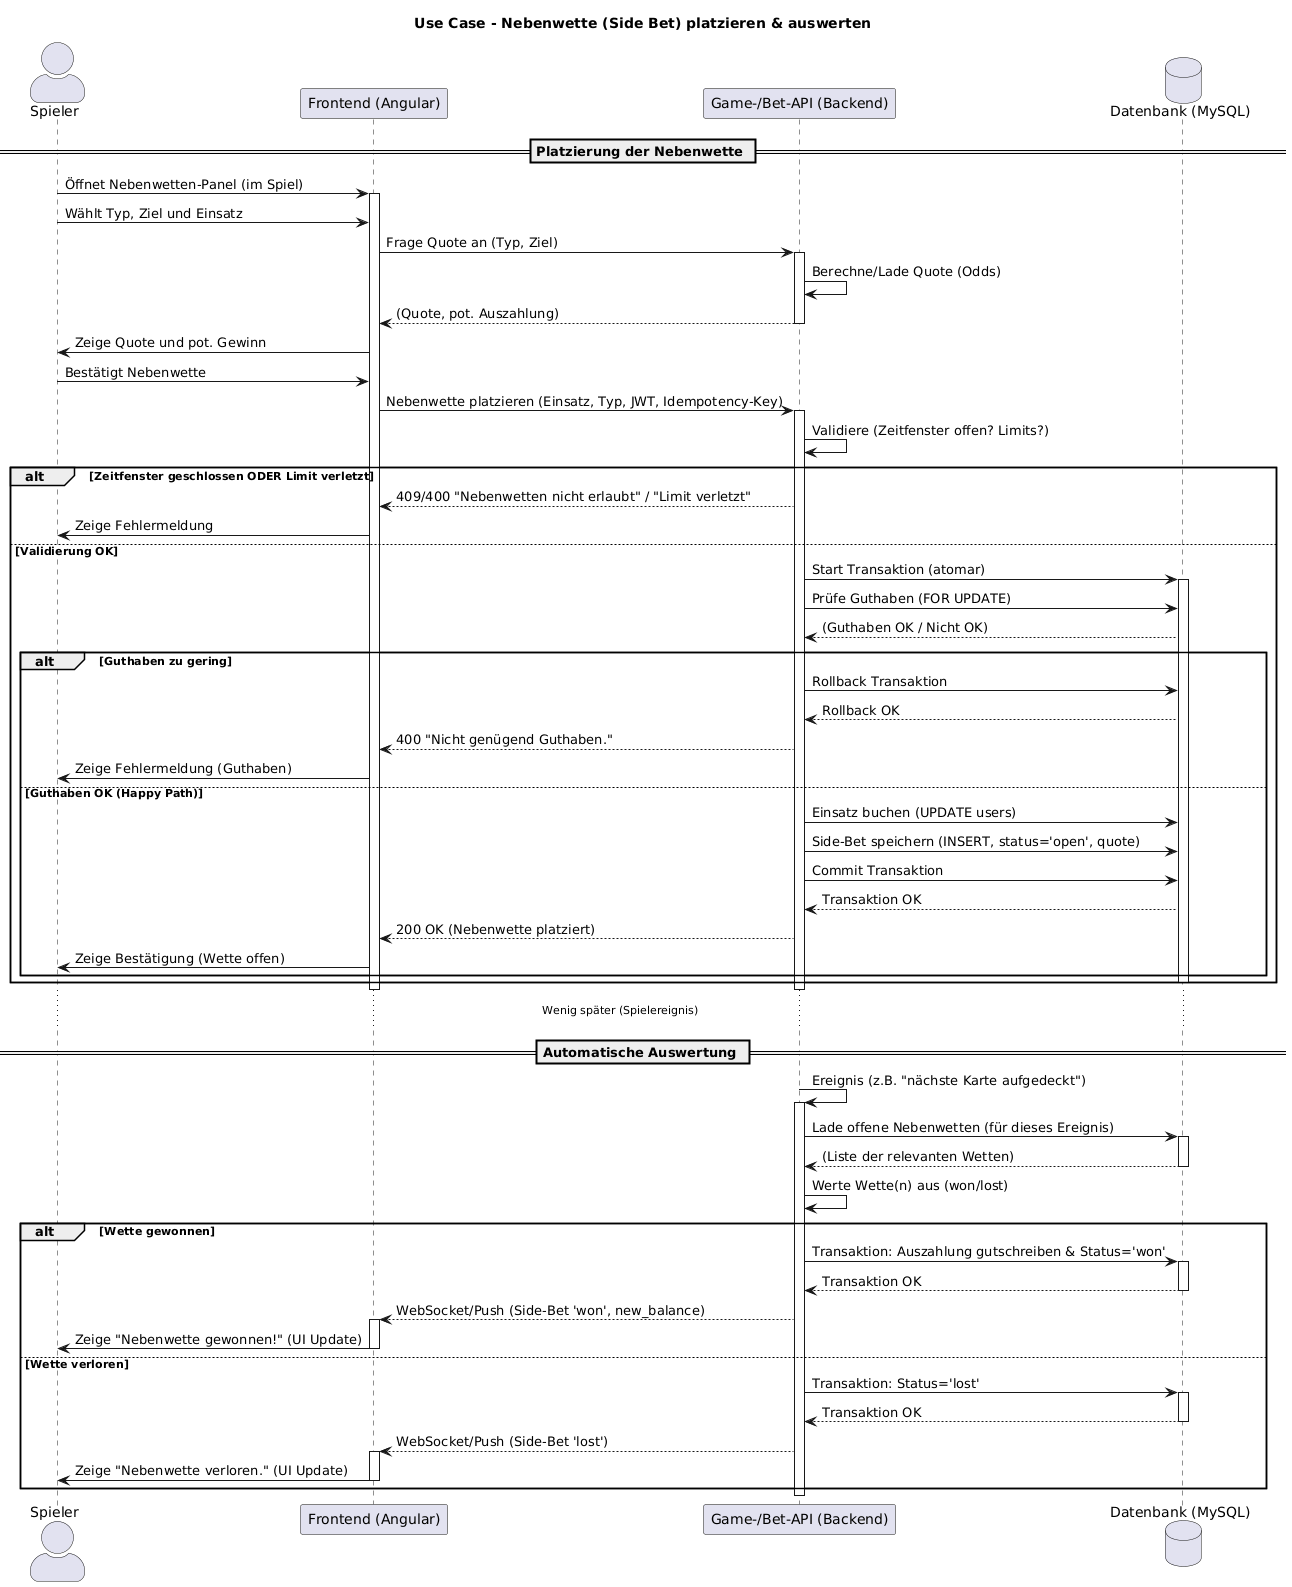 Use Case - Nebenwette (Side Bet) platzieren & auswerten
Spieler
Frontend (Angular)
Game-/Bet-API (Backend)
Datenbank (MySQL)
Platzierung der Nebenwette
Öffnet Nebenwetten-Panel (im Spiel)
Wählt Typ, Ziel und Einsatz
Frage Quote an (Typ, Ziel)
Berechne/Lade Quote (Odds)
(Quote, pot. Auszahlung)
Zeige Quote und pot. Gewinn
Bestätigt Nebenwette
Nebenwette platzieren (Einsatz, Typ, JWT, Idempotency-Key)
Validiere (Zeitfenster offen? Limits?)
alt [Zeitfenster geschlossen ODER Limit verletzt]
409/400 "Nebenwetten nicht erlaubt" / "Limit verletzt"
Zeige Fehlermeldung
[Validierung OK]
Start Transaktion (atomar)
Prüfe Guthaben (FOR UPDATE)
(Guthaben OK / Nicht OK)
alt [Guthaben zu gering]
Rollback Transaktion
Rollback OK
400 "Nicht genügend Guthaben."
Zeige Fehlermeldung (Guthaben)
[Guthaben OK (Happy Path)]
Einsatz buchen (UPDATE users)
Side-Bet speichern (INSERT, status='open', quote)
Commit Transaktion
Transaktion OK
200 OK (Nebenwette platziert)
Zeige Bestätigung (Wette offen)
Wenig später (Spielereignis)
Automatische Auswertung
Ereignis (z.B. "nächste Karte aufgedeckt")
Lade offene Nebenwetten (für dieses Ereignis)
(Liste der relevanten Wetten)
Werte Wette(n) aus (won/lost)
alt [Wette gewonnen]
Transaktion: Auszahlung gutschreiben & Status='won'
Transaktion OK
WebSocket/Push (Side-Bet 'won', new_balance)
Zeige "Nebenwette gewonnen!" (UI Update)
[Wette verloren]
Transaktion: Status='lost'
Transaktion OK
WebSocket/Push (Side-Bet 'lost')
Zeige "Nebenwette verloren." (UI Update)
Spieler
Frontend (Angular)
Game-/Bet-API (Backend)
Datenbank (MySQL)